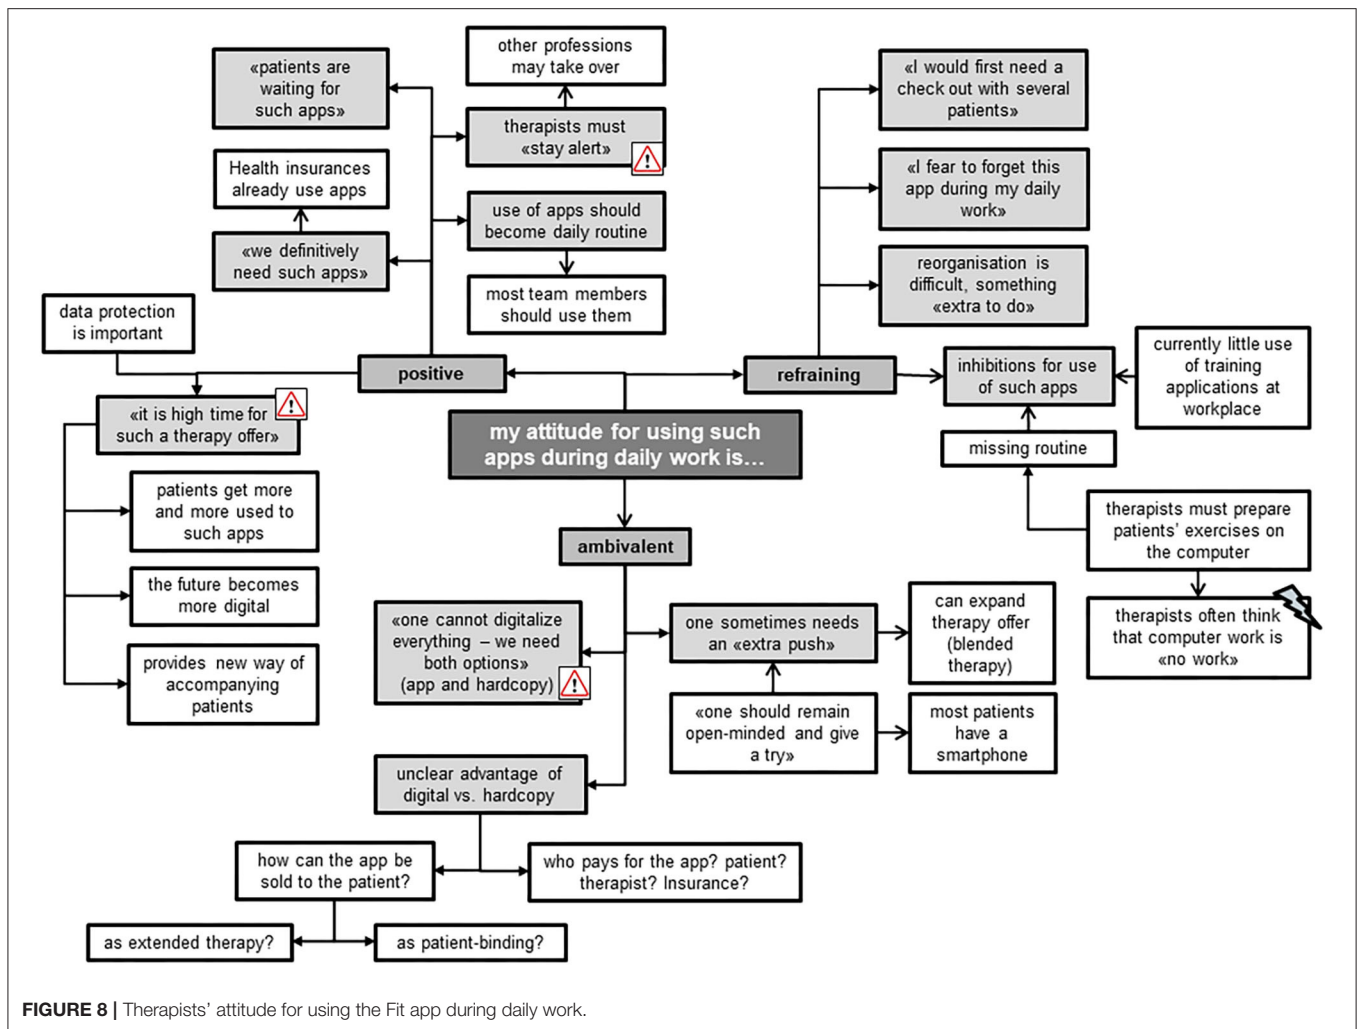 other professions
may take over
«patients are
waiting for
such apps»
«I would first need a
check out with several
patients»
therapists must
«stay alert»
!
Health insurances
already use apps
«I fear to forget this
app during my daily
work»
use of apps should
become daily routine
«we definitively
need such apps»
reorganisation is
difficult, something
«extra to do»
most team members
should use them
data protection
is important
positive
refraining
inhibitions for use
of such apps
currently little use
of training
applications at
workplace
«it is high time for
such a therapy offer»
!
my attitude for using such
apps during daily work is...
missing routine
patients get more
and more used to
such apps
therapists must prepare
patients' exercises on
the computer
ambivalent
the future becomes
more digital
«one cannot digitalize
everything – we need
both options»
(app and hardcopy)
!
one sometimes needs
an «extra push»
can expand
therapy offer
(blended
therapy)
therapists often think
that computer work is
«no work»
provides new way of
accompanying
patients
«one should remain
open-minded and give
a try»
most patients
have a
smartphone
unclear advantage of
digital vs. hardcopy
how can the app be
sold to the patient?
who pays for the app? patient?
therapist? Insurance?
as extended therapy?
as patient-binding?
FIGURE 8 | Therapists' attitude for using the Fit app during daily work.